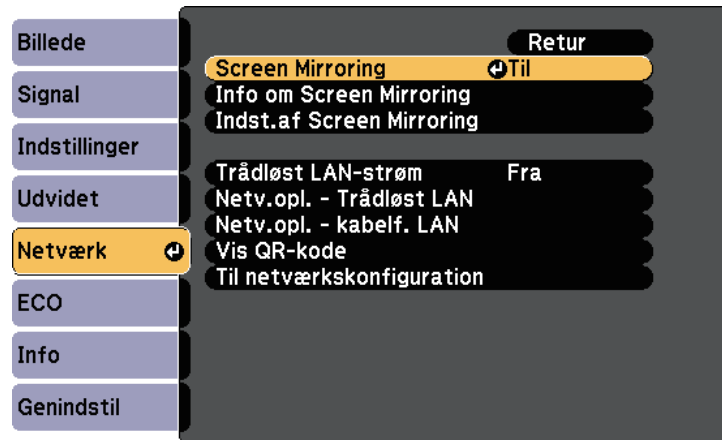 Billede
Signal
Indstillinger
Udvidet
Netværk
ECO
Info
Genindstil
Retur
Screen Mirroring Til
Info om Screen Mirroring
Indst.af Screen Mirroring
Trådløst LAN-strøm Fra
Netv.opl. - Trådløst LAN
Netv.opl. - kabelf. LAN
Vis QR-kode
Til netværkskonfiguration